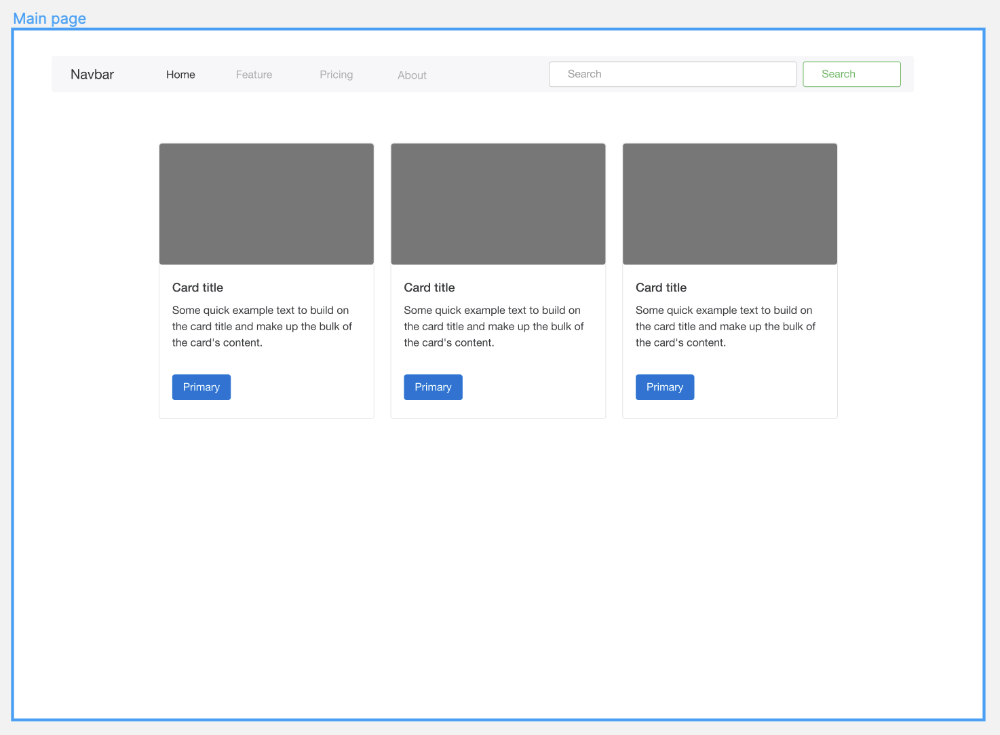 Main page
Navbar Home Feature Pricing About Search Search
Card title
Some quick example text to build on
the card title and make up the bulk of
the card's content.
Primary
Card title
Some quick example text to build on
the card title and make up the bulk of
the card's content.
Primary
Card title
Some quick example text to build on
the card title and make up the bulk of
the card's content.
Primary